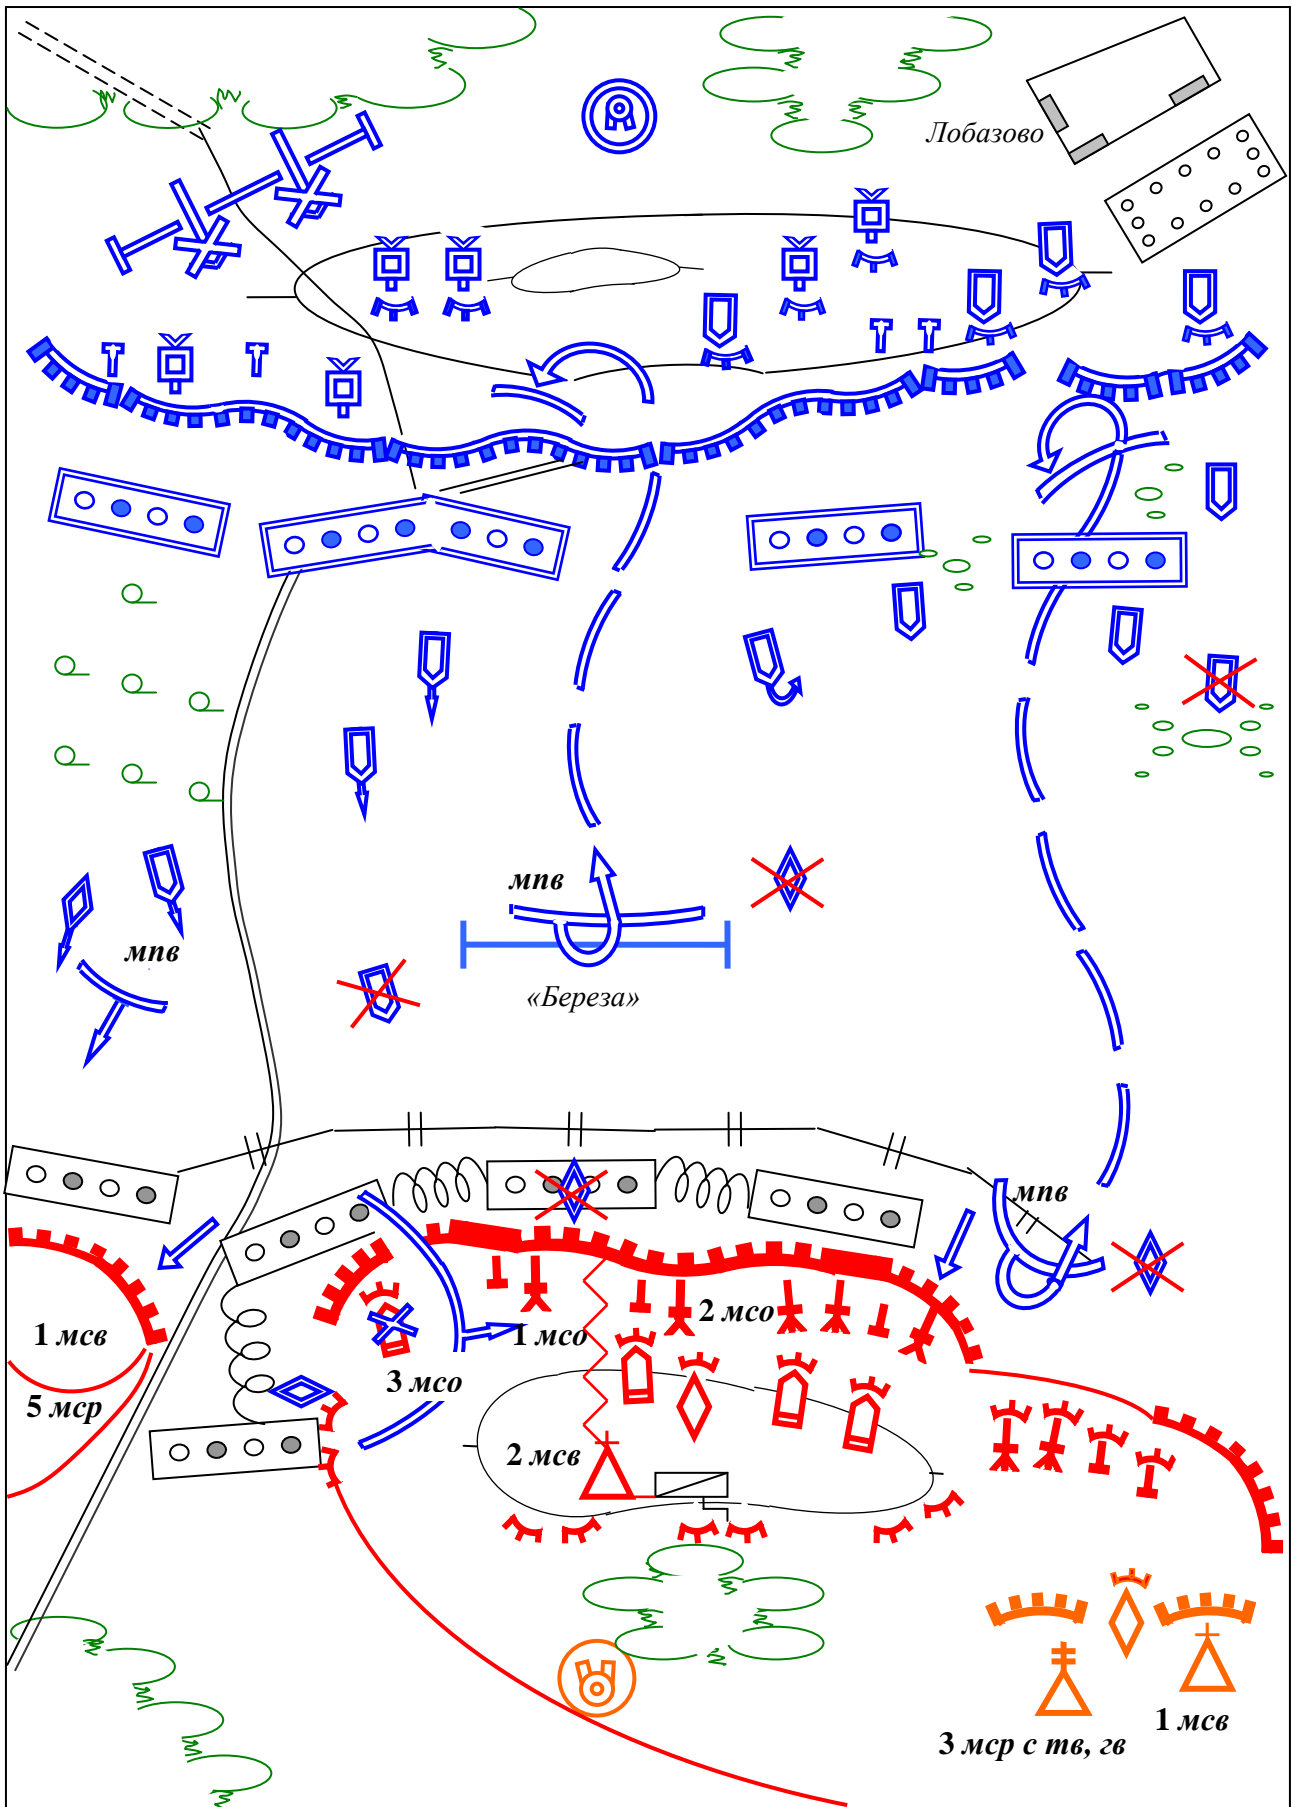 Лобазово
мпв
мпв
«Береза»
мпв
1 мсв
1 мсо
2 мсо
3 мсо
5 мср
2 мсв
1 мсв
3 мср с тв, гв